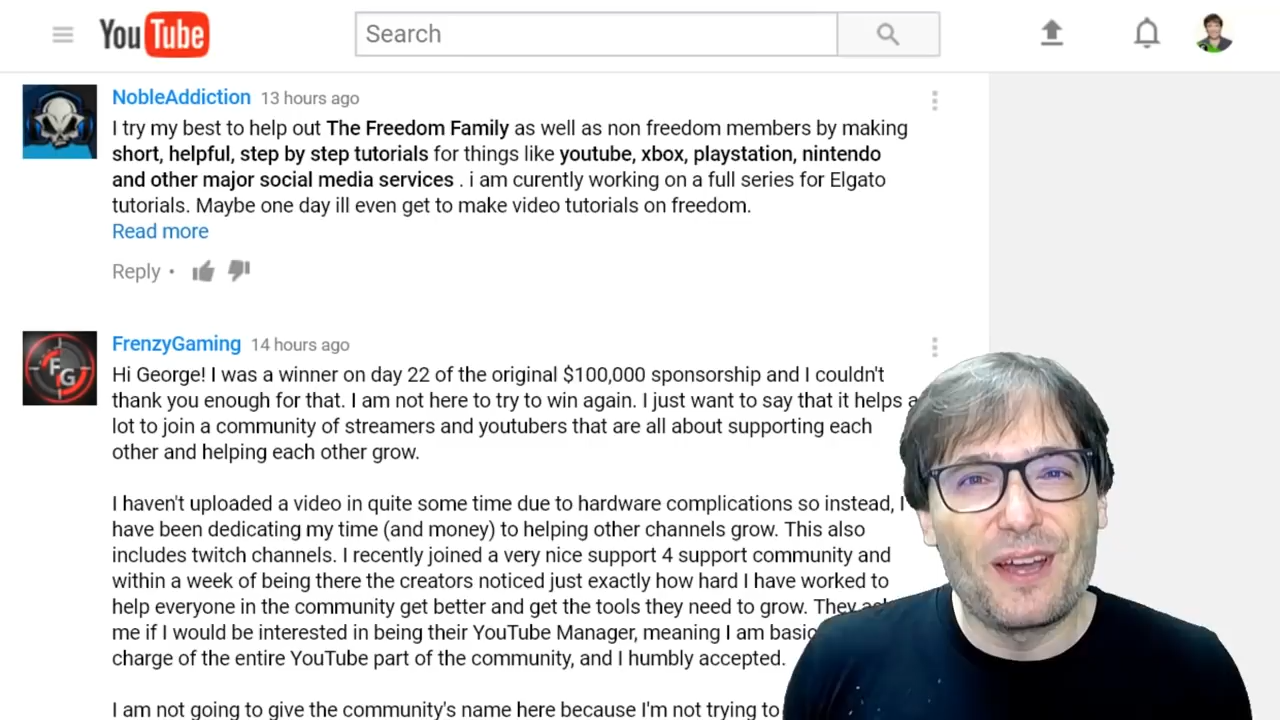 YouTube
Search
NobleAddiction 13 hours ago
I try my best to help out The Freedom Family as well as non freedom members by making
short, helpful, step by step tutorials for things like youtube, xbox, playstation, nintendo
and other major social media services . i am curently working on a full series for Elgato
tutorials. Maybe one day ill even get to make video tutorials on freedom.
Read more
Reply •
FG
FrenzyGaming 14 hours ago
Hi George! I was a winner on day 22 of the original $100,000 sponsorship and I couldn't
thank you enough for that. I am not here to try to win again. I just want to say that it helps a
lot to join a community of streamers and youtubers that are all about supporting each
other and helping each other grow.
I haven't uploaded a video in quite some time due to hardware complications so instead, I
have been dedicating my time (and money) to helping other channels grow. This also
includes twitch channels. I recently joined a very nice support 4 support community and
within a week of being there the creators noticed just exactly how hard I have worked to
help everyone in the community get better and get the tools they need to grow. They
me if I would be interested in being their YouTube Manager, meaning I am
charge of the entire YouTube part of the community, and I humbly accepted.
I am not going to give the community's name here because I'm not trying to